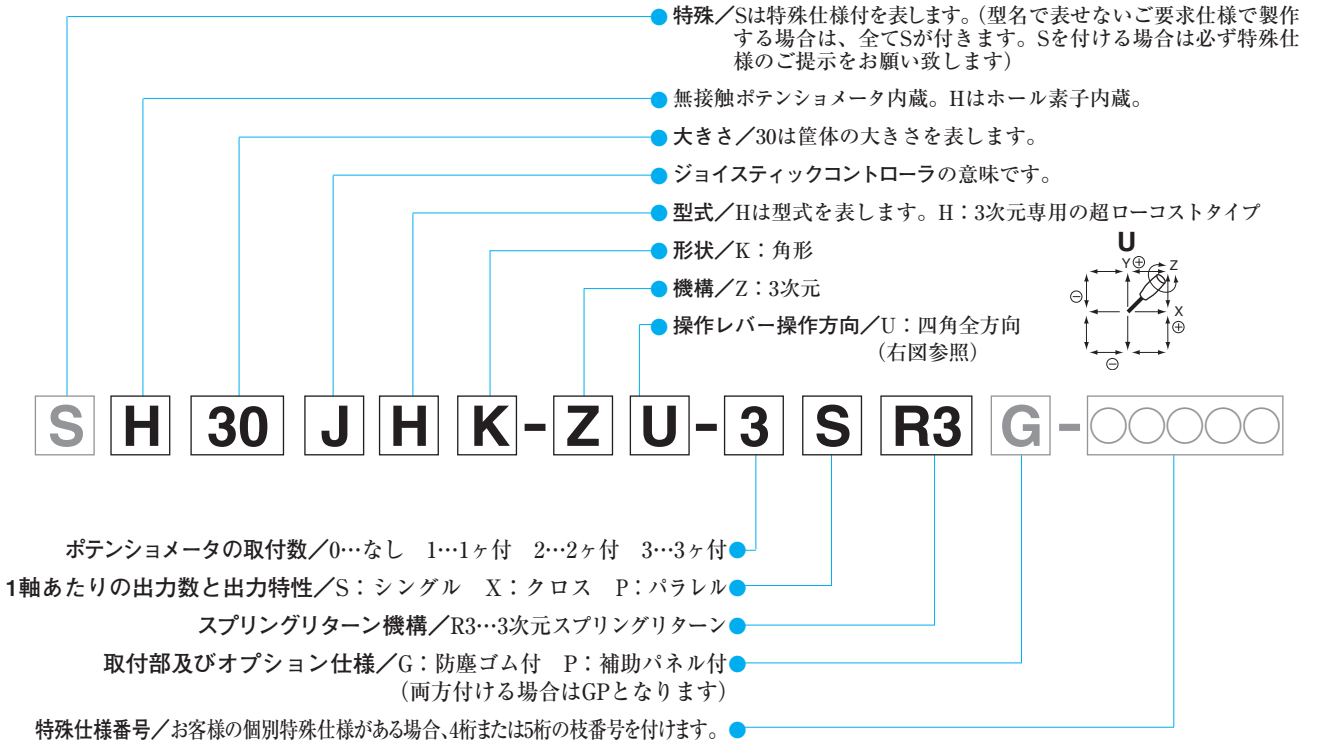 特殊／Sは特殊仕様付を表します。（型名で表せないご要求仕様で製作
する場合は、全てSが付きます。Sを付ける場合は必ず特殊仕
様のご提示をお願い致します）
無接触ポテンショメータ内蔵。Hはホール素子内蔵。
大きさ／30は筐体の大きさを表します。
ジョイスティックコントローラの意味です。
型式／Hは型式を表します。H：3次元専用の超ローコストタイプ
形状／K：角形
機構／Z：3次元
操作レバー操作方向／U：四角全方向
（右図参照）
U
Y⊕ Z
⊖
X
⊕
⊖
S H 30 J H K-Z U-3 S R3 G-○○○○○
ポテンショメータの取付数／0…なし 1…1ヶ付 2…2ヶ付 3…3ヶ付
1軸あたりの出力数と出力特性／S：シングル X：クロス P：パラレル
スプリングリターン機構／R3…3次元スプリングリターン
取付部及びオプション仕様／G：防塵ゴム付 P：補助パネル付
（両方付ける場合はGPとなります）
特殊仕様番号／お客様の個別特殊仕様がある場合、4桁または5桁の枝番号を付けます。